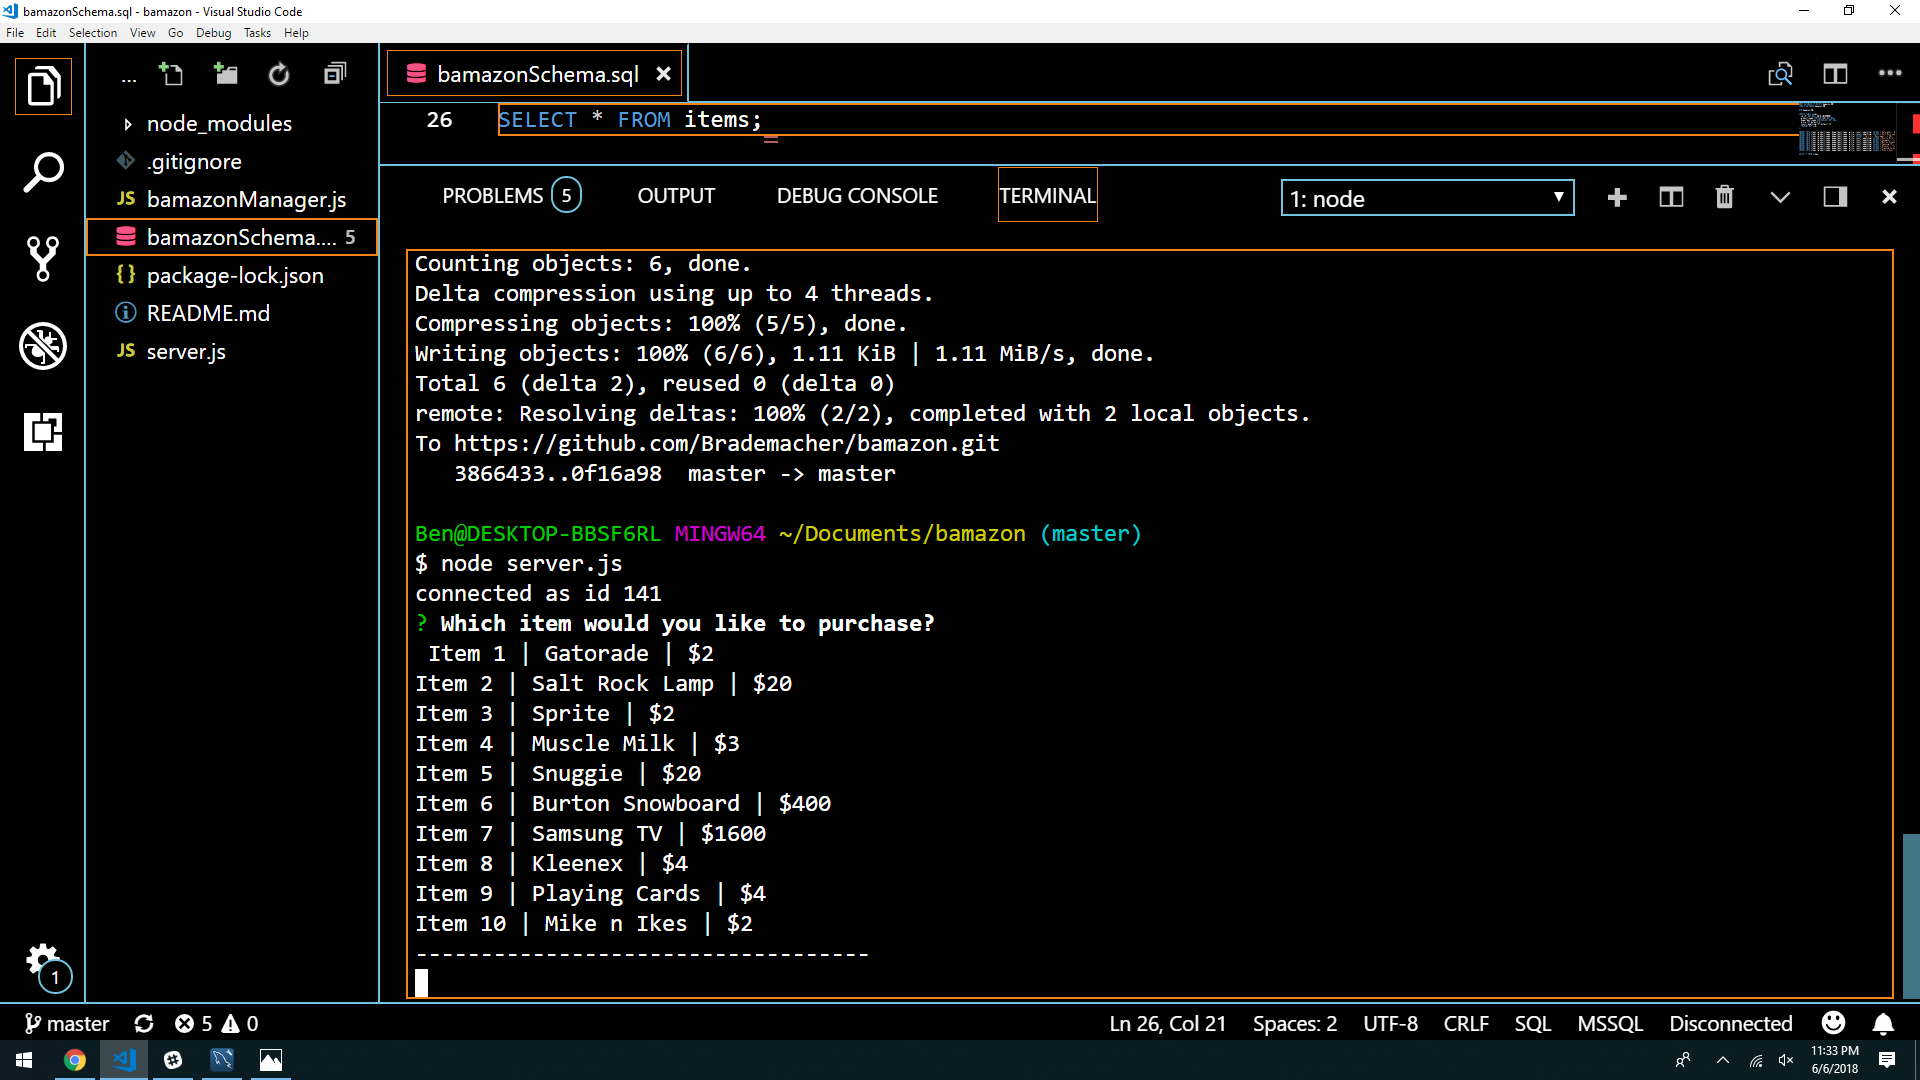 bamazonSchema.sql - bamazon - Visual Studio Code
File Edit Selection View Go Debug Tasks Help
...
bamazonSchema.sql
node_modules
.gitignore
JS bamazonManager.js
bamazonSchema.... 5
{} package-lock.json
README.md
JS server.js
1
26 SELECT * FROM items;
PROBLEMS 5 OUTPUT DEBUG CONSOLE TERMINAL 1: node
Counting objects: 6, done.
Delta compression using up to 4 threads.
Compressing objects: 100% (5/5), done.
Writing objects: 100% (6/6), 1.11 KiB | 1.11 MiB/s, done.
Total 6 (delta 2), reused 0 (delta 0)
remote: Resolving deltas: 100% (2/2), completed with 2 local objects.
To https://github.com/Brademacher/bamazon.git
3866433..0f16a98 master -> master
Ben@DESKTOP-BBSF6RL MINGW64 ~/Documents/bamazon (master)
$ node server.js
connected as id 141
? Which item would you like to purchase?
Item 1 | Gatorade | $2
Item 2 | Salt Rock Lamp | $20
Item 3 | Sprite | $2
Item 4 | Muscle Milk | $3
Item 5 | Snuggie | $20
Item 6 | Burton Snowboard | $400
Item 7 | Samsung TV | $1600
Item 8 | Kleenex | $4
Item 9 | Playing Cards | $4
Item 10 | Mike n Ikes | $2
-----------------------------------
master 5 0 Ln 26, Col 21 Spaces: 2 UTF-8 CRLF SQL MSSQL Disconnected
11:33 PM
6/6/2018